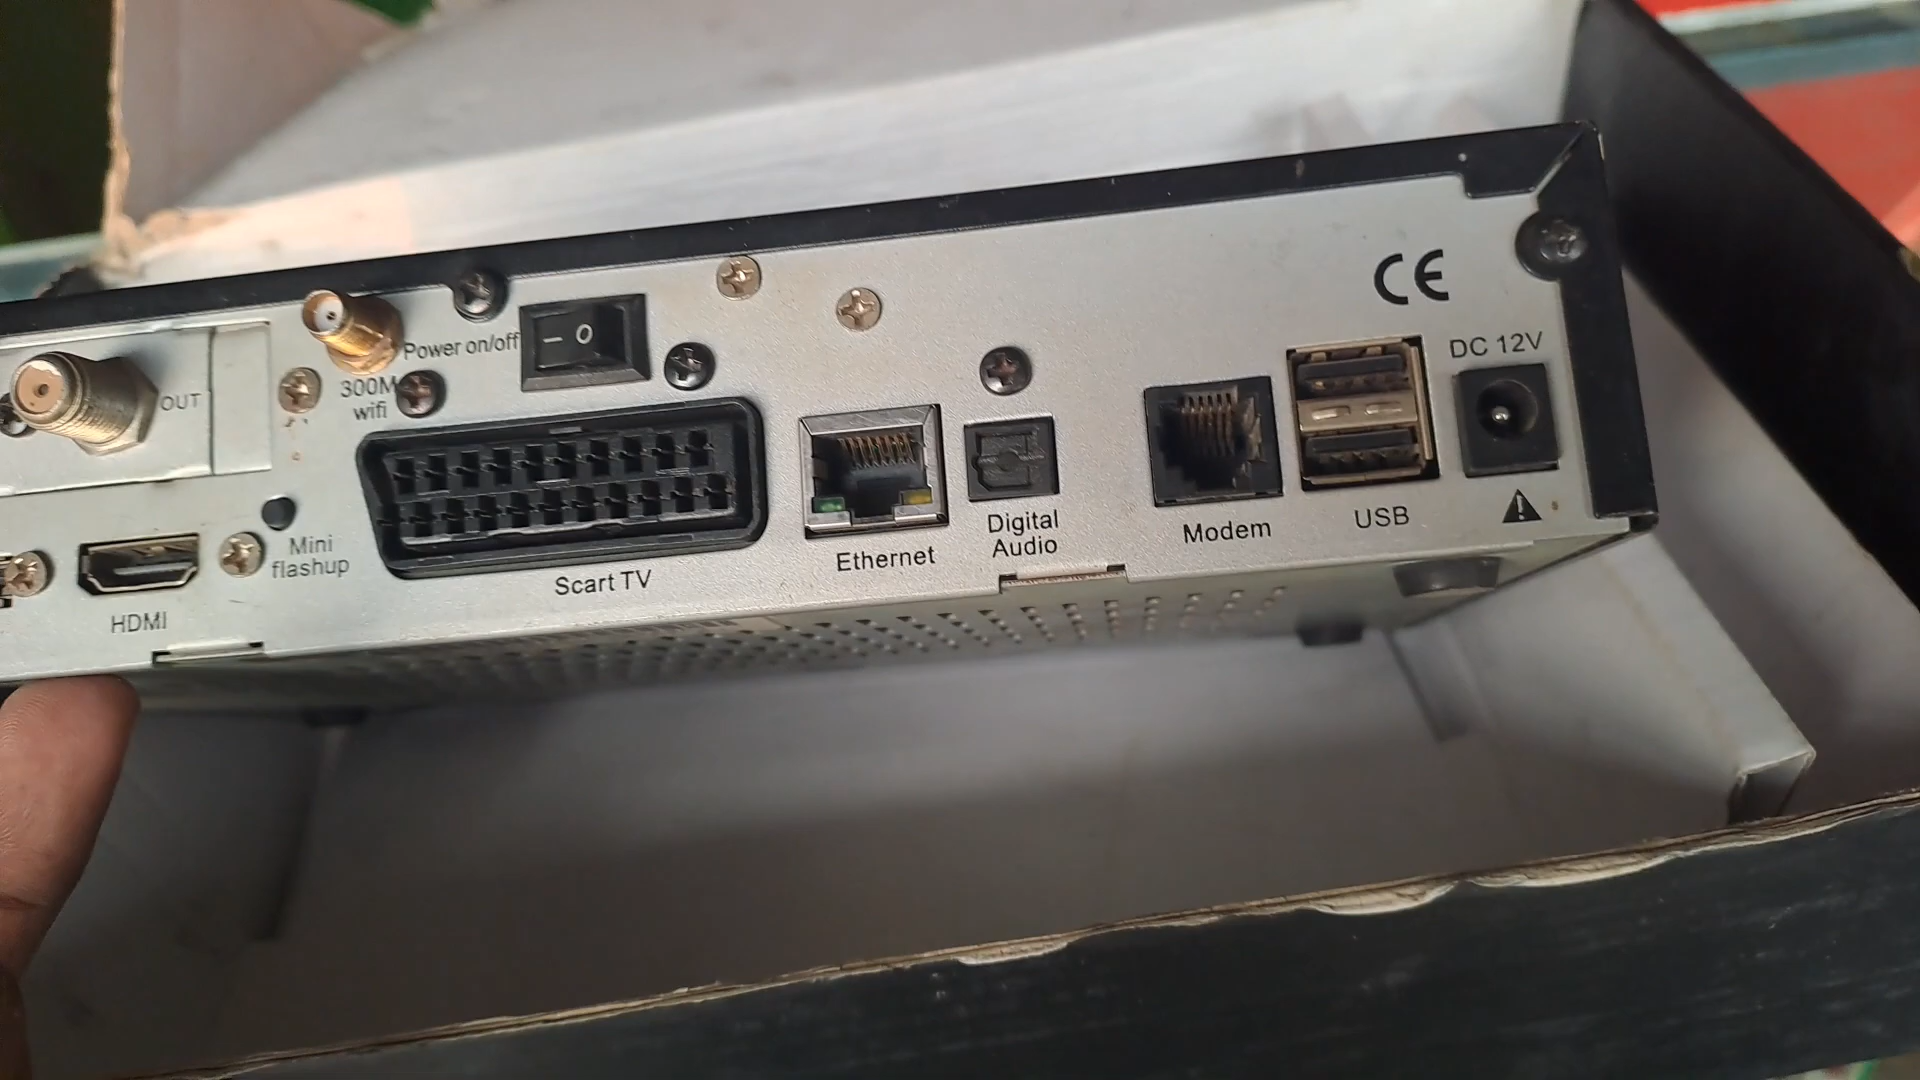 OUT
300M
wifi
Power on/off
– O
CE
DC 12V
HDMI
Mini
flashup
Scart TV
Ethernet
Digital
Audio
Modem
USB